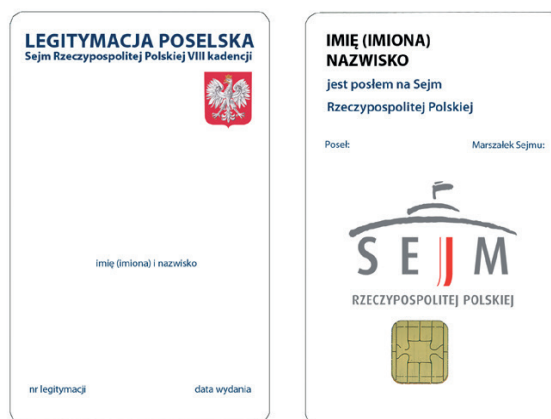 LEGITYMACJA POSELSKA
Sejm Rzeczypospolitej Polskiej VIII kadencji
imię (imiona) i nazwisko
nr legitymacji
data wydania
IMIĘ (IMIONA)
NAZWISKO
jest posłem na Sejm
Rzeczypospolitej Polskiej
Poseł:
Marszałek Sejmu:
SEJM
RZECZYPOSPOLITEJ POLSKIEJ